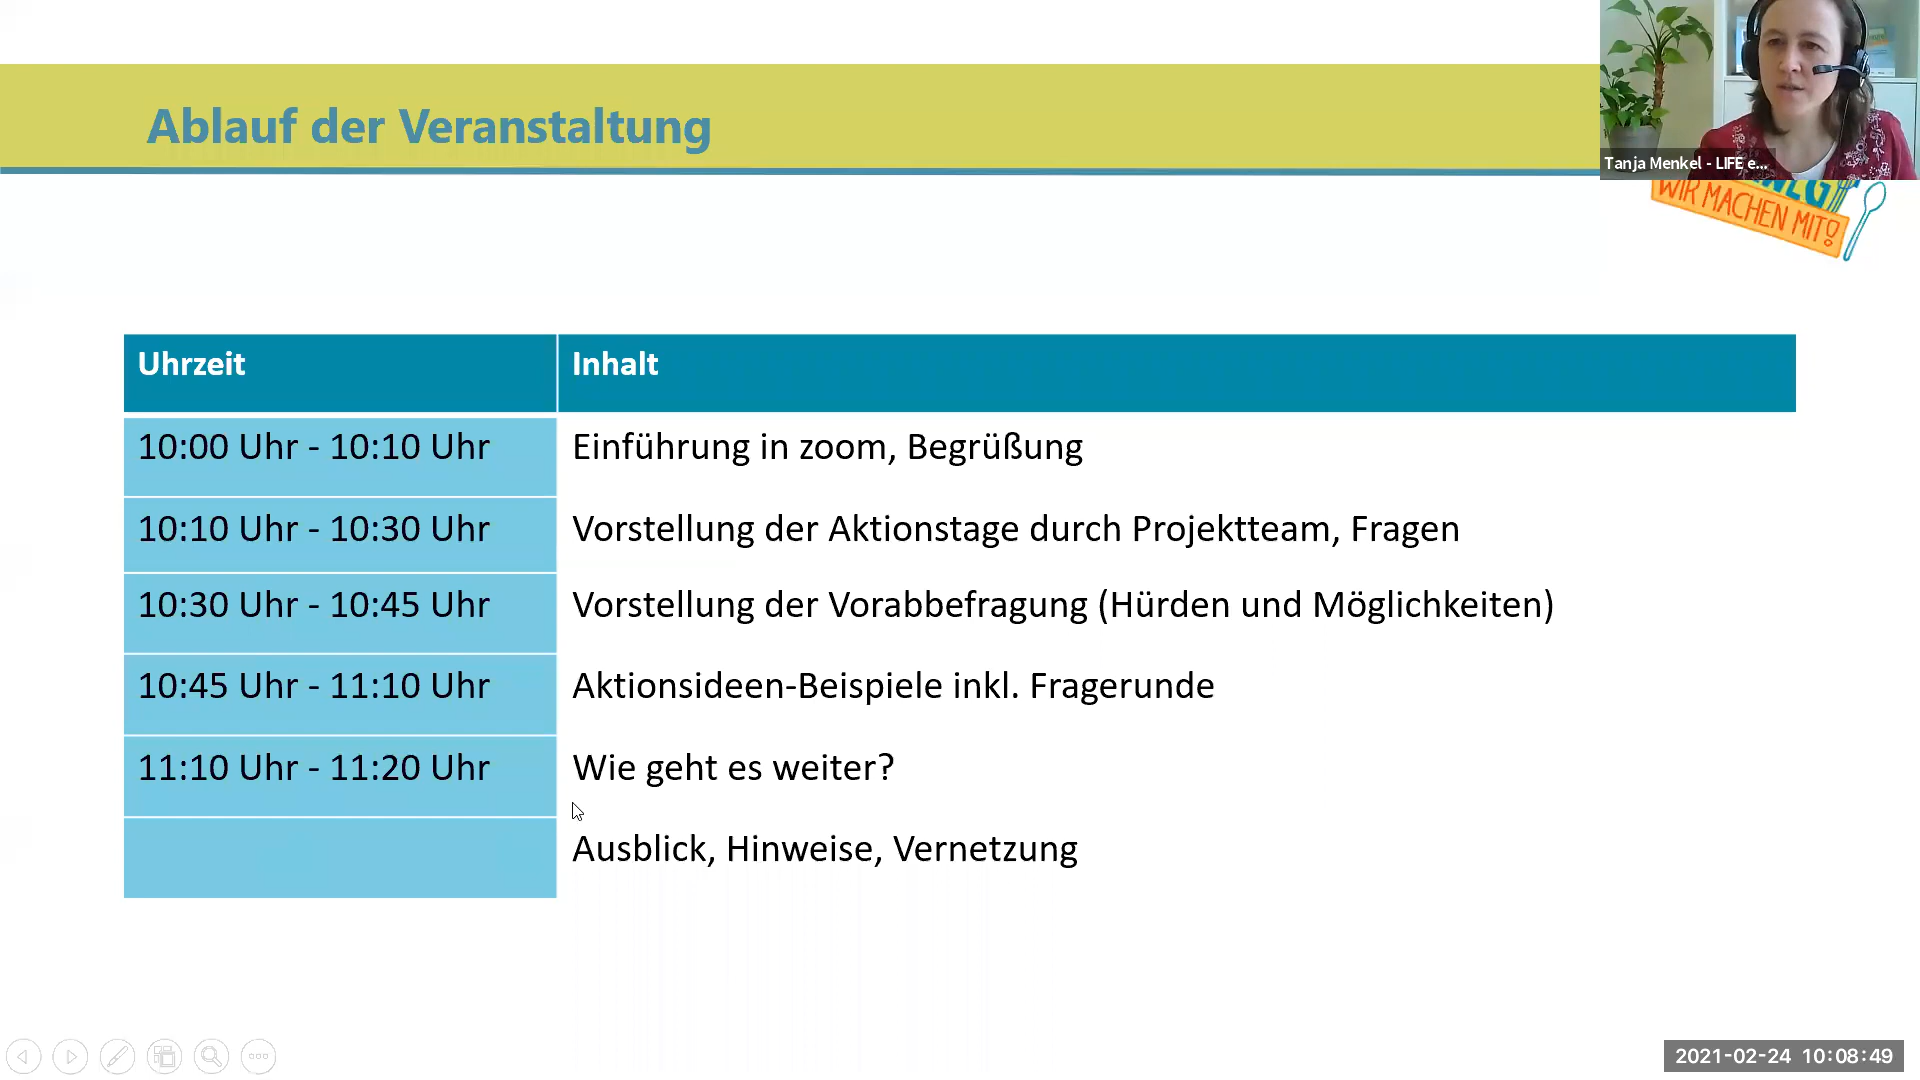 Ablauf der Veranstaltung
Tanja Menkel - LIFE e...
WIR MACHEN MIT!
Uhrzeit Inhalt
10:00 Uhr - 10:10 Uhr Einführung in zoom, Begrüßung
10:10 Uhr - 10:30 Uhr Vorstellung der Aktionstage durch Projektteam, Fragen
10:30 Uhr - 10:45 Uhr Vorstellung der Vorabbefragung (Hürden und Möglichkeiten)
10:45 Uhr - 11:10 Uhr Aktionsideen-Beispiele inkl. Fragerunde
11:10 Uhr - 11:20 Uhr Wie geht es weiter?
Ausblick, Hinweise, Vernetzung
2021-02-24 10:08:49